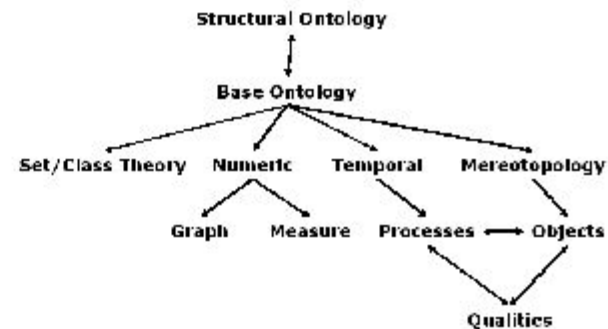 Structural Ontology
Base Ontology
Set/Class Theory Numeric Temporal Mereotopology
Graph Measure Processes Objects
Qualities